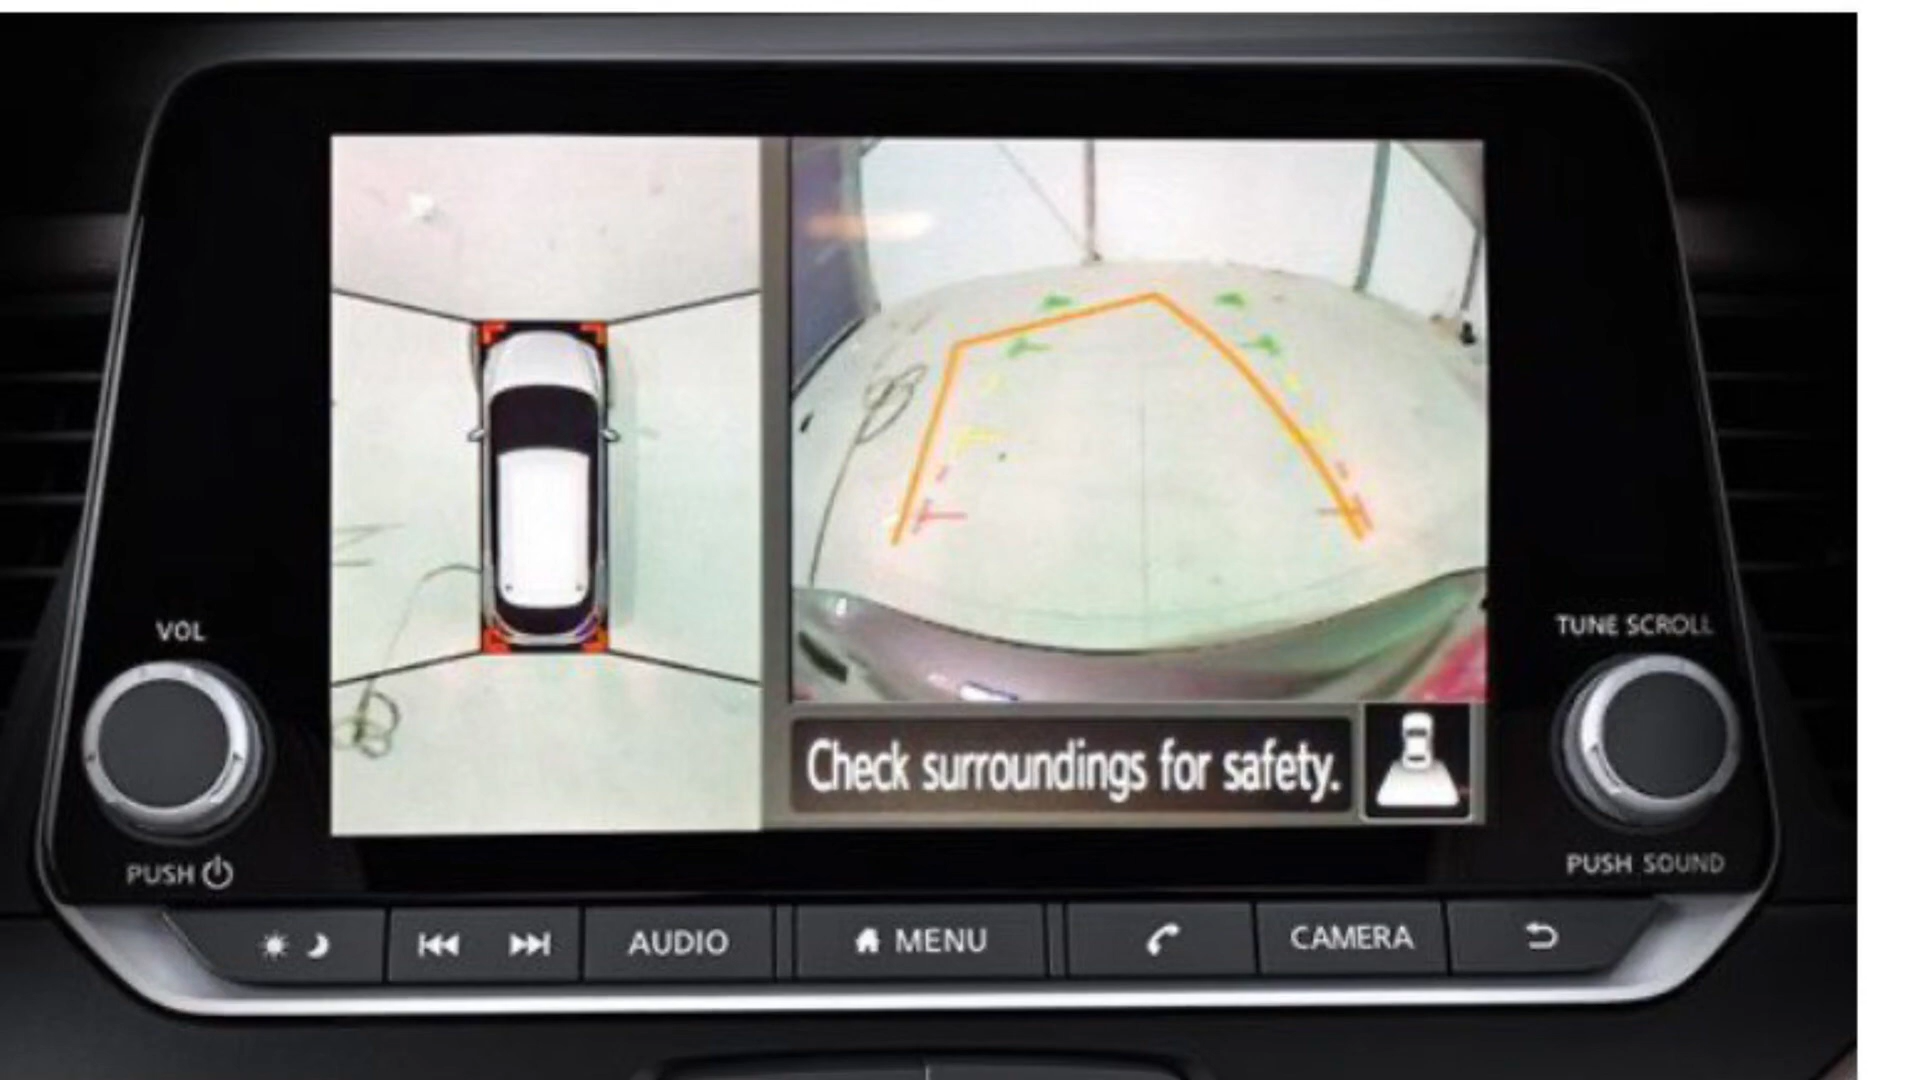 Check surroundings for safety.
VOL
TUNE SCROLL
PUSH
PUSH SOUND
AUDIO
MENU
CAMERA